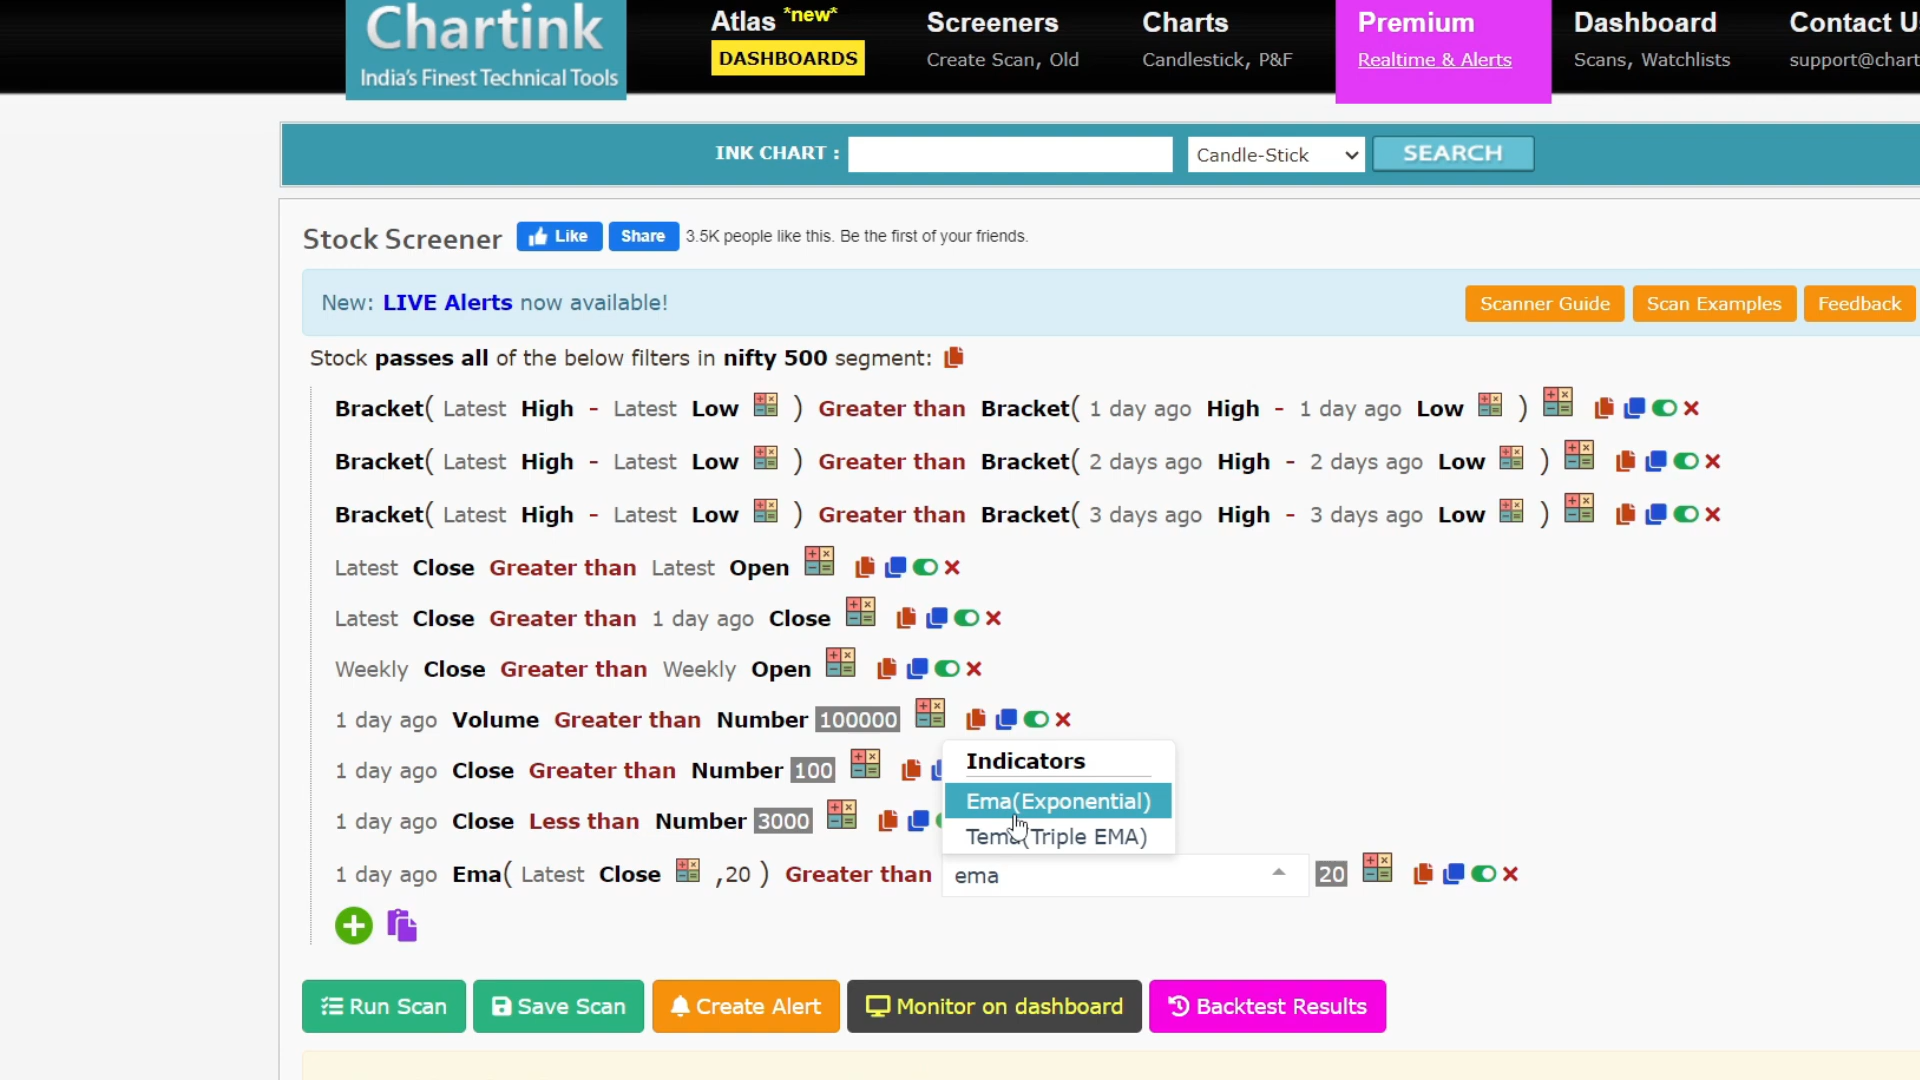 Chartink
India's Finest Technical Tools
Atlas *new*
DASHBOARDS
Screeners
Create Scan, Old
Charts
Candlestick, P&F
Premium
Realtime & Alerts
Dashboard
Scans, Watchlists
Contact U
support@chart
INK CHART :
Candle-Stick
SEARCH
Stock Screener
Like
Share
3.5K people like this. Be the first of your friends.
New: LIVE Alerts now available!
Scanner Guide
Scan Examples
Feedback
Stock passes all of the below filters in nifty 500 segment:
Bracket( Latest High - Latest Low ) Greater than Bracket( 1 day ago High - 1 day ago Low )
Bracket( Latest High - Latest Low ) Greater than Bracket( 2 days ago High - 2 days ago Low )
Bracket( Latest High - Latest Low ) Greater than Bracket( 3 days ago High - 3 days ago Low )
Latest Close Greater than Latest Open
Latest Close Greater than 1 day ago Close
Weekly Close Greater than Weekly Open
1 day ago Volume Greater than Number 100000
Indicators
1 day ago Close Greater than Number 100
Ema(Exponential)
1 day ago Close Less than Number 3000
Tema(Triple EMA)
1 day ago Ema( Latest Close ,20 ) Greater than ema 20
Run Scan
Save Scan
Create Alert
Monitor on dashboard
Backtest Results